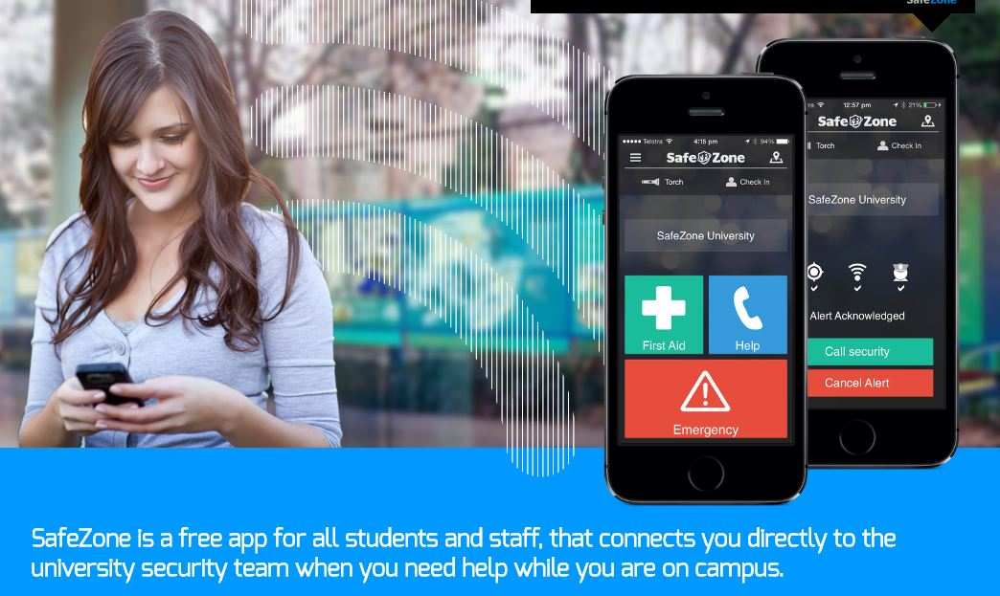 SafeZone
Telstra 4:15 pm 94%
SafeZone
Torch Check In
SafeZone University
First Aid Help
Emergency
12:57 pm 21%
SafeZone
Torch Check In
SafeZone University
Alert Acknowledged
Call security
Cancel Alert
SafeZone is a free app for all students and staff, that connects you directly to the
university security team when you need help while you are on campus.